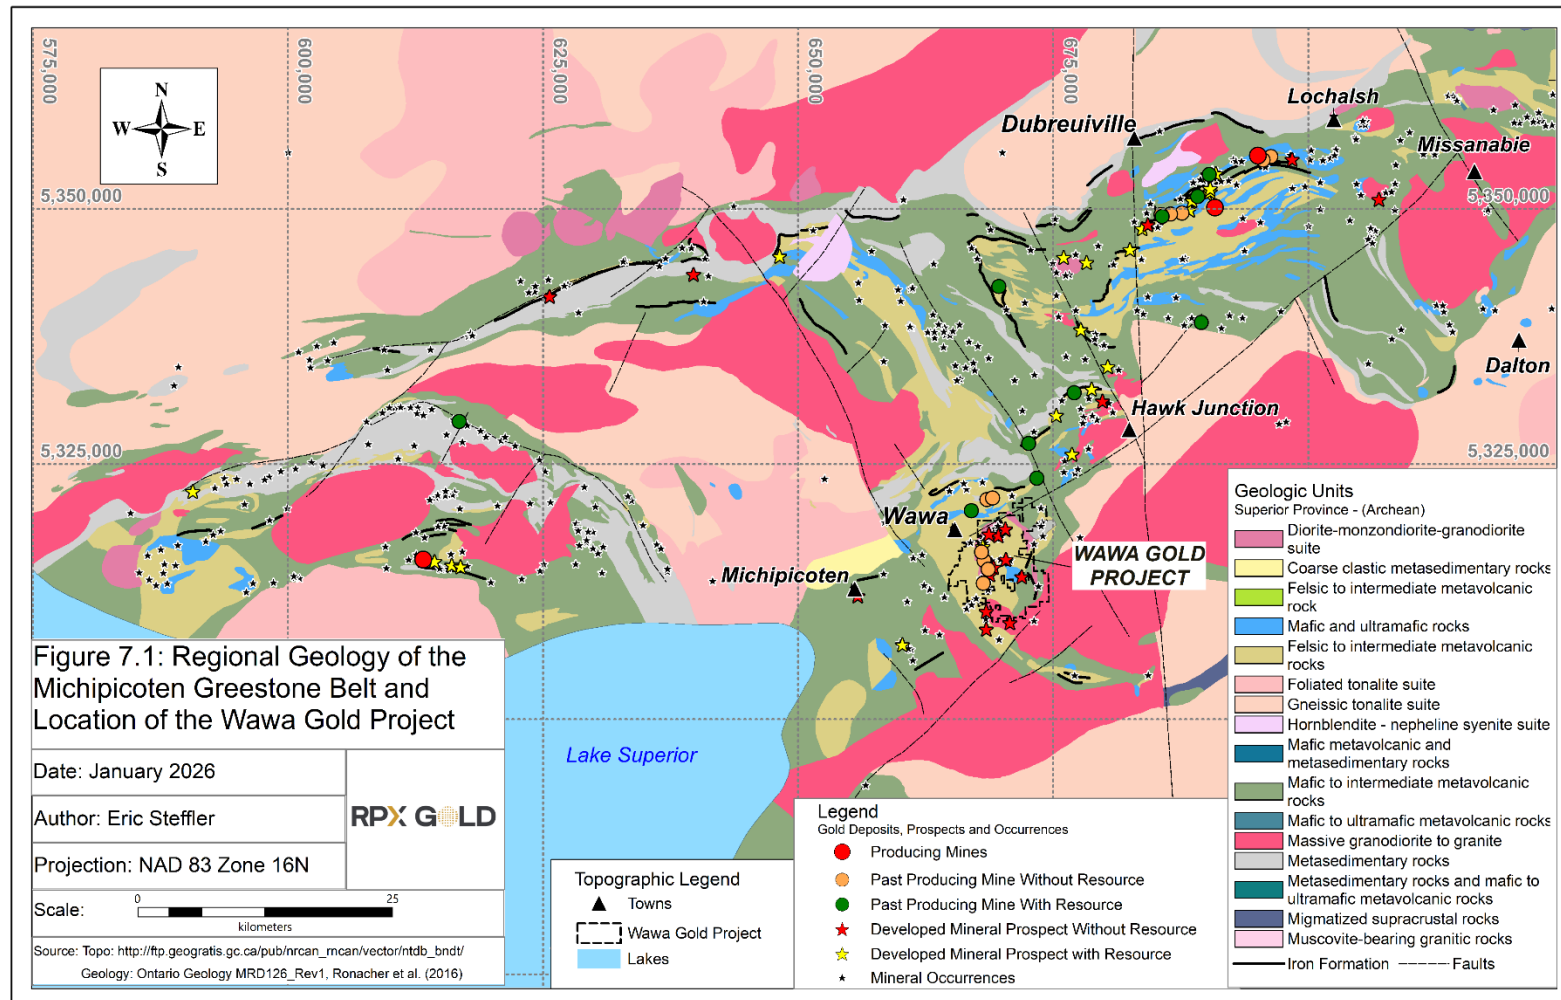 575,000
600,000
625,000
650,000
675,000
N
W
E
S
Lochalsh
Dubreuiville
Missanabie
5,350,000
5,350,000
Dalton
Hawk Junction
5,325,000
5,325,000
Wawa
WAWA GOLD
PROJECT
Michipicoten
Lake Superior
Figure 7.1: Regional Geology of the
Michipicoten Greestone Belt and
Location of the Wawa Gold Project
Date: January 2026
Author: Eric Steffler
Projection: NAD 83 Zone 16N
RPX GOLD
Scale:
0
25
kilometers
Source: Topo: http://ftp.geogratis.gc.ca/pub/nrcan_rncan/vector/ntdb_bndt/
Geology: Ontario Geology MRD126_Rev1, Ronacher et al. (2016)
Topographic Legend
Towns
Wawa Gold Project
Lakes
Legend
Gold Deposits, Prospects and Occurrences
Producing Mines
Past Producing Mine Without Resource
Past Producing Mine With Resource
Developed Mineral Prospect Without Resource
Developed Mineral Prospect with Resource
Mineral Occurrences
Geologic Units
Superior Province - (Archean)
Diorite-monzondiorite-granodiorite
suite
Coarse clastic metasedimentary rocks
Felsic to intermediate metavolcanic
rock
Mafic and ultramafic rocks
Felsic to intermediate metavolcanic
rocks
Foliated tonalite suite
Gneissic tonalite suite
Hornblendite - nepheline syenite suite
Mafic metavolcanic and
metasedimentary rocks
Mafic to intermediate metavolcanic
rocks
Mafic to ultramafic metavolcanic rocks
Massive granodiorite to granite
Metasedimentary rocks
Metasedimentary rocks and mafic to
ultramafic metavolcanic rocks
Migmatized supracrustal rocks
Muscovite-bearing granitic rocks
Iron Formation
Faults